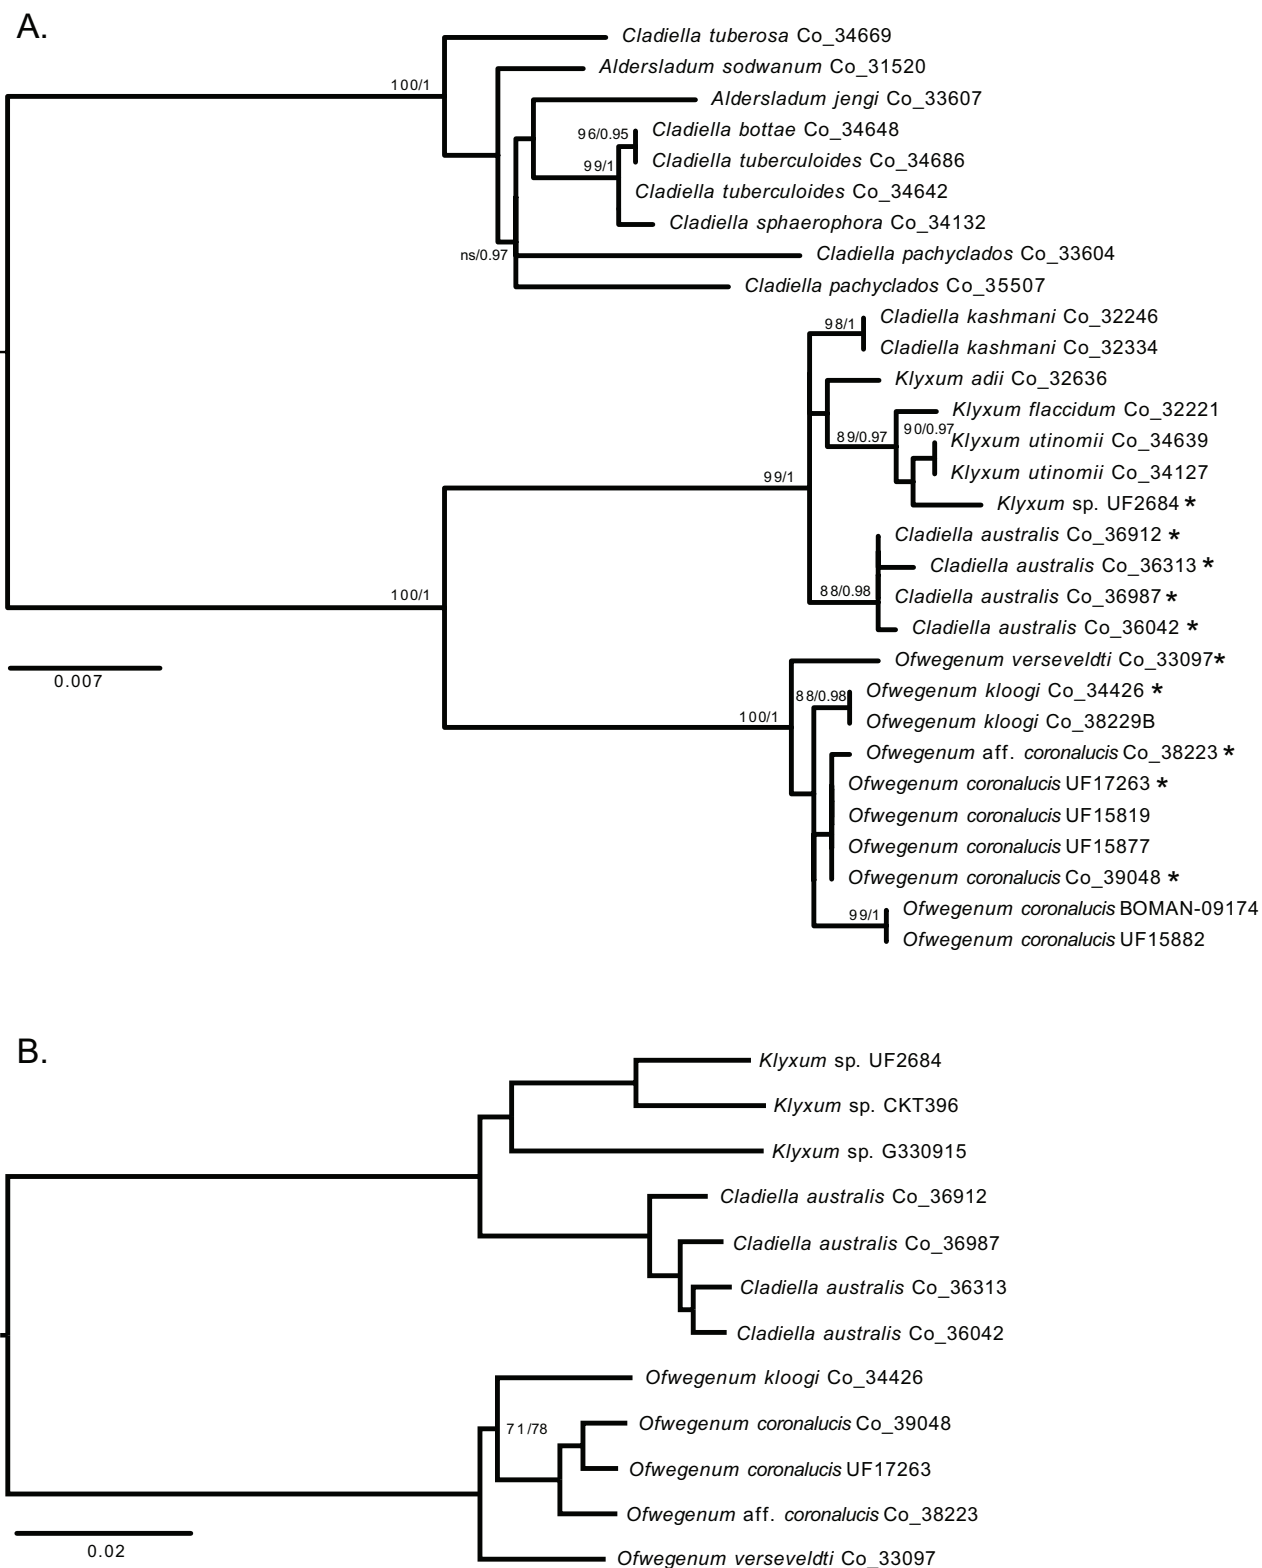 A.
Cladiella tuberosa Co_34669
Aldersladum sodwanum Co_31520
100/1
Aldersladum jengi Co_33607
96/0.95
Cladiella bottae Co_34648
Cladiella tuberculoides Co_34686
99/1
Cladiella tuberculoides Co_34642
Cladiella sphaerophora Co_34132
ns/0.97
Cladiella pachyclados Co_33604
Cladiella pachyclados Co_35507
98/1
Cladiella kashmani Co_32246
Cladiella kashmani Co_32334
Klyxum adii Co_32636
Klyxum flaccidum Co_32221
89/0.97
90/0.97
Klyxum utinomii Co_34639
Klyxum utinomii Co_34127
99/1
Klyxum sp. UF2684 *
Cladiella australis Co_36912 *
Cladiella australis Co_36313 *
88/0.98
Cladiella australis Co_36987 *
100/1
Cladiella australis Co_36042 *
Ofwegenum verseveldti Co_33097*
0.007
88/0.98
Ofwegenum kloogi Co_34426 *
100/1
Ofwegenum kloogi Co_38229B
Ofwegenum aff. coronalucis Co_38223 *
Ofwegenum coronalucis UF17263 *
Ofwegenum coronalucis UF15819
Ofwegenum coronalucis UF15877
Ofwegenum coronalucis Co_39048 *
99/1
Ofwegenum coronalucis BOMAN-09174
Ofwegenum coronalucis UF15882
B.
Klyxum sp. UF2684
Klyxum sp. CKT396
Klyxum sp. G330915
Cladiella australis Co_36912
Cladiella australis Co_36987
Cladiella australis Co_36313
Cladiella australis Co_36042
Ofwegenum kloogi Co_34426
71/78
Ofwegenum coronalucis Co_39048
Ofwegenum coronalucis UF17263
Ofwegenum aff. coronalucis Co_38223
0.02
Ofwegenum verseveldti Co_33097